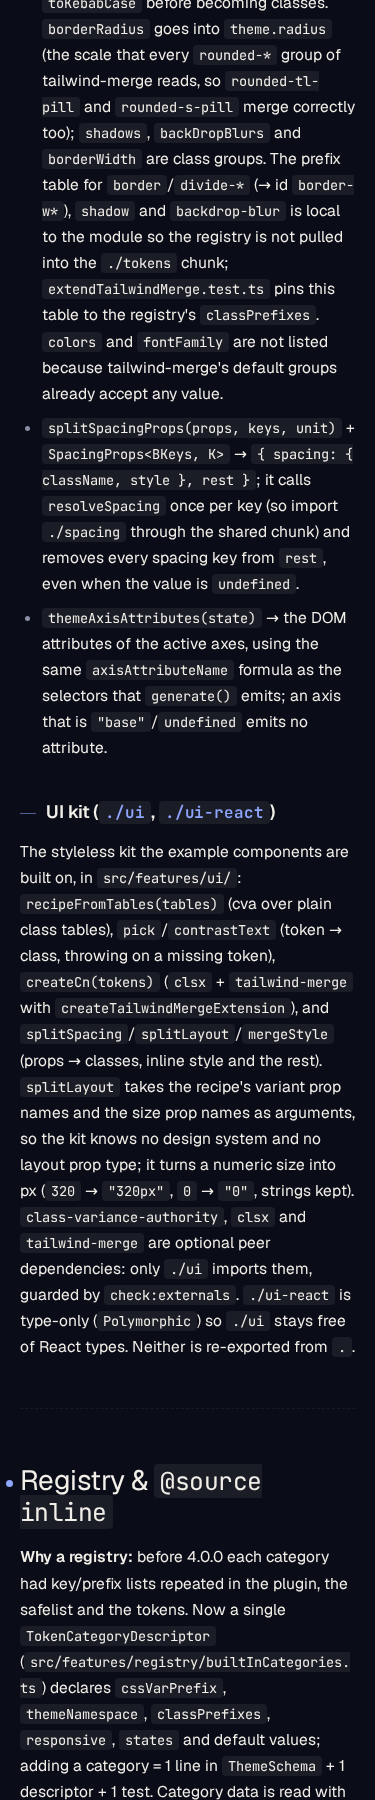 toKebabCase before becoming classes.
borderRadius goes into theme.radius
(the scale that every rounded-* group of
tailwind-merge reads, so rounded-tl-
pill and rounded-s-pill merge correctly
too); shadows, backDropBlurs and
borderWidth are class groups. The prefix
table for border/divide-* (→ id border-
w*), shadow and backdrop-blur is local
to the module so the registry is not pulled
into the ./tokens chunk;
extendTailwindMerge.test.ts pins this
table to the registry's classPrefixes.
colors and fontFamily are not listed
because tailwind-merge's default groups
already accept any value.
• splitSpacingProps(props, keys, unit) +
SpacingProps<BKeys, K> → { spacing: {
className, style }, rest }; it calls
resolveSpacing once per key (so import
./spacing through the shared chunk) and
removes every spacing key from rest,
even when the value is undefined.
• themeAxisAttributes(state) → the DOM
attributes of the active axes, using the
same axisAttributeName formula as the
selectors that generate() emits; an axis
that is "base"/undefined emits no
attribute.
— UI kit (./ui, ./ui-react)
The styleless kit the example components are
built on, in src/features/ui/:
recipeFromTables(tables) (cva over plain
class tables), pick/contrastText (token →
class, throwing on a missing token),
createCn(tokens) (clsx + tailwind-merge
with createTailwindMergeExtension), and
splitSpacing/splitLayout/mergeStyle
(props → classes, inline style and the rest).
splitLayout takes the recipe's variant prop
names and the size prop names as arguments,
so the kit knows no design system and no
layout prop type; it turns a numeric size into
px (320 → "320px", 0 → "0", strings kept).
class-variance-authority, clsx and
tailwind-merge are optional peer
dependencies: only ./ui imports them,
guarded by check:externals. ./ui-react is
type-only (Polymorphic) so ./ui stays free
of React types. Neither is re-exported from ..
Registry & @source
inline
Why a registry: before 4.0.0 each category
had key/prefix lists repeated in the plugin, the
safelist and the tokens. Now a single
TokenCategoryDescriptor
(src/features/registry/builtInCategories.
ts) declares cssVarPrefix,
themeNamespace, classPrefixes,
responsive, states and default values;
adding a category = 1 line in ThemeSchema + 1
descriptor + 1 test. Category data is read with